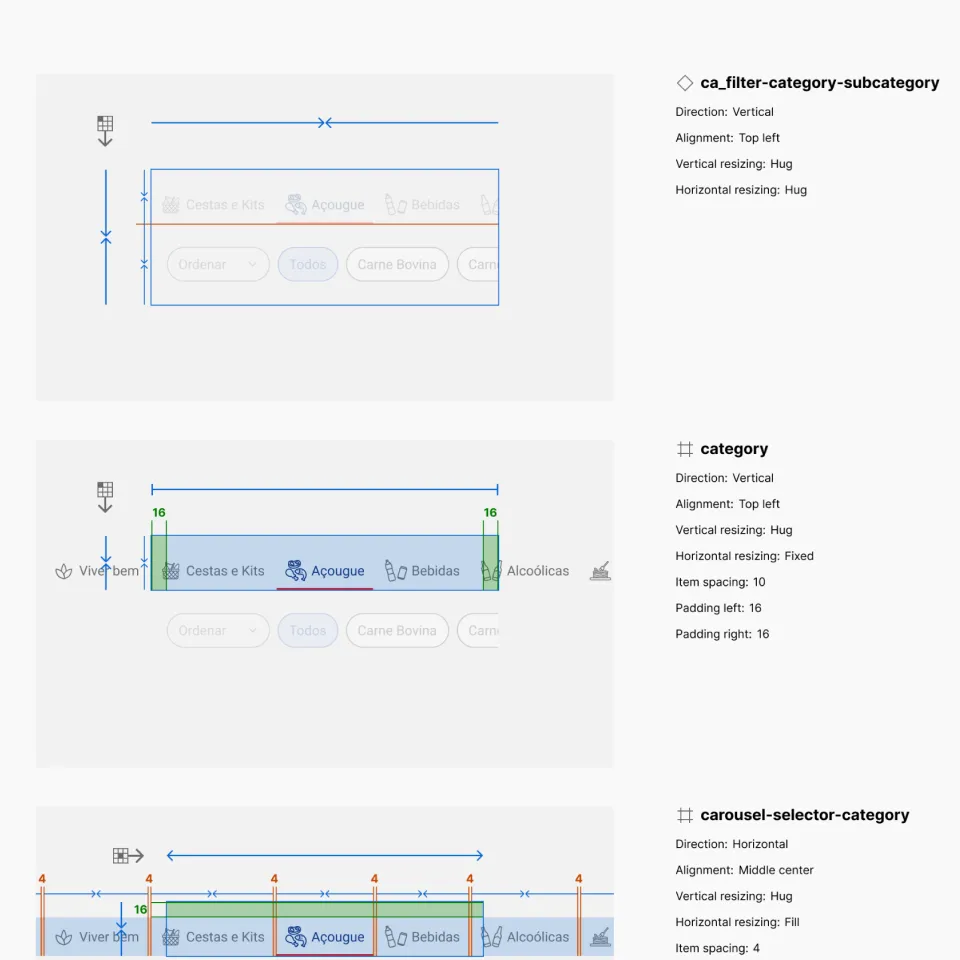 ca_filter-category-subcategory
Direction: Vertical
Alignment: Top left
Vertical resizing: Hug
Horizontal resizing: Hug
Cestas e Kits
Açougue
Bebidas
Ordenar
Todos
Carne Bovina
Carn
category
Direction: Vertical
Alignment: Top left
Vertical resizing: Hug
Horizontal resizing: Fixed
Item spacing: 10
Padding left: 16
Padding right: 16
16
16
Viver bem
Cestas e Kits
Açougue
Bebidas
Alcoólicas
Ordenar
Todos
Carne Bovina
Carn
carousel-selector-category
Direction: Horizontal
Alignment: Middle center
Vertical resizing: Hug
Horizontal resizing: Fill
Item spacing: 4
4
4
4
4
4
4
16
Viver bem
Cestas e Kits
Açougue
Bebidas
Alcoólicas